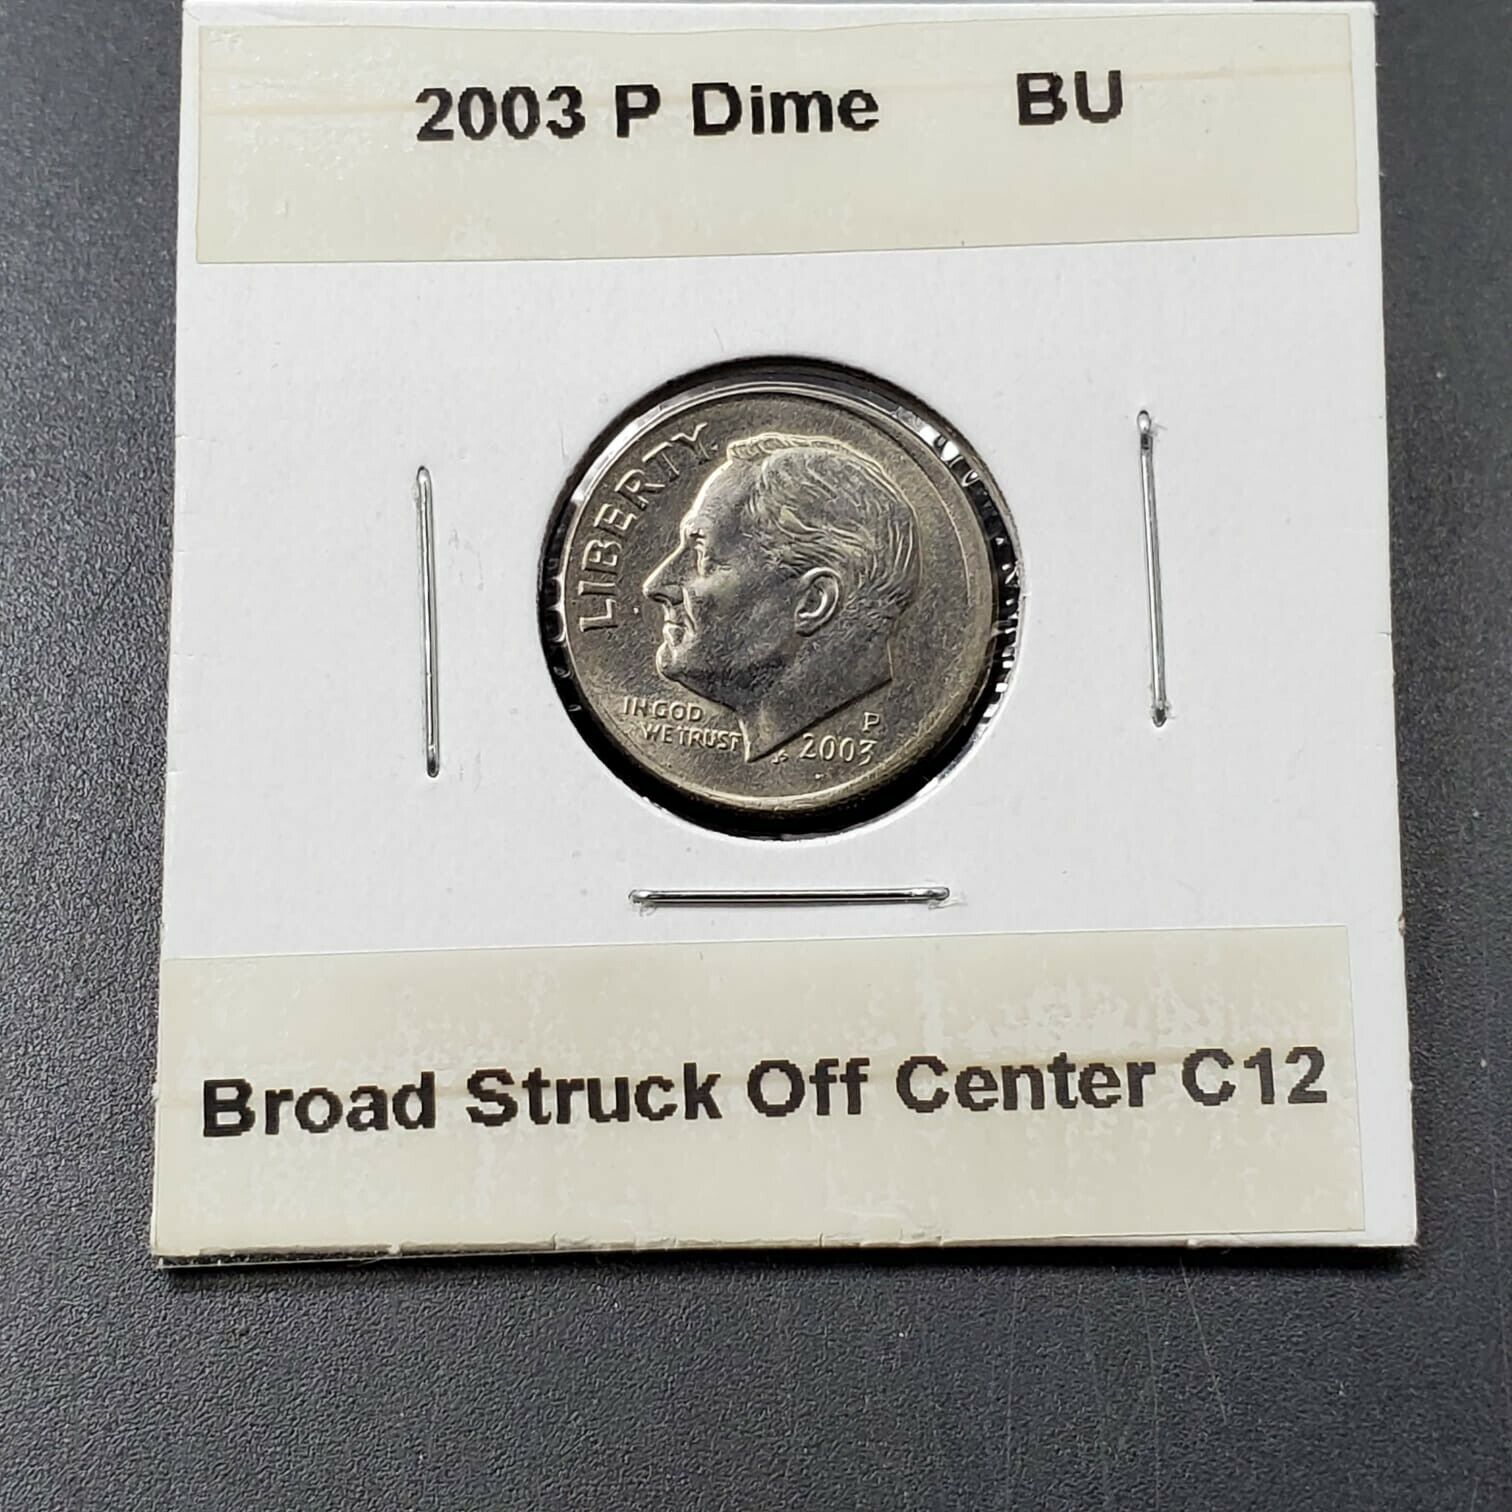 2003 P Dime BU
LIBERTY
IN GOD
WE TRUST
P
2003
Broad Struck Off Center C12